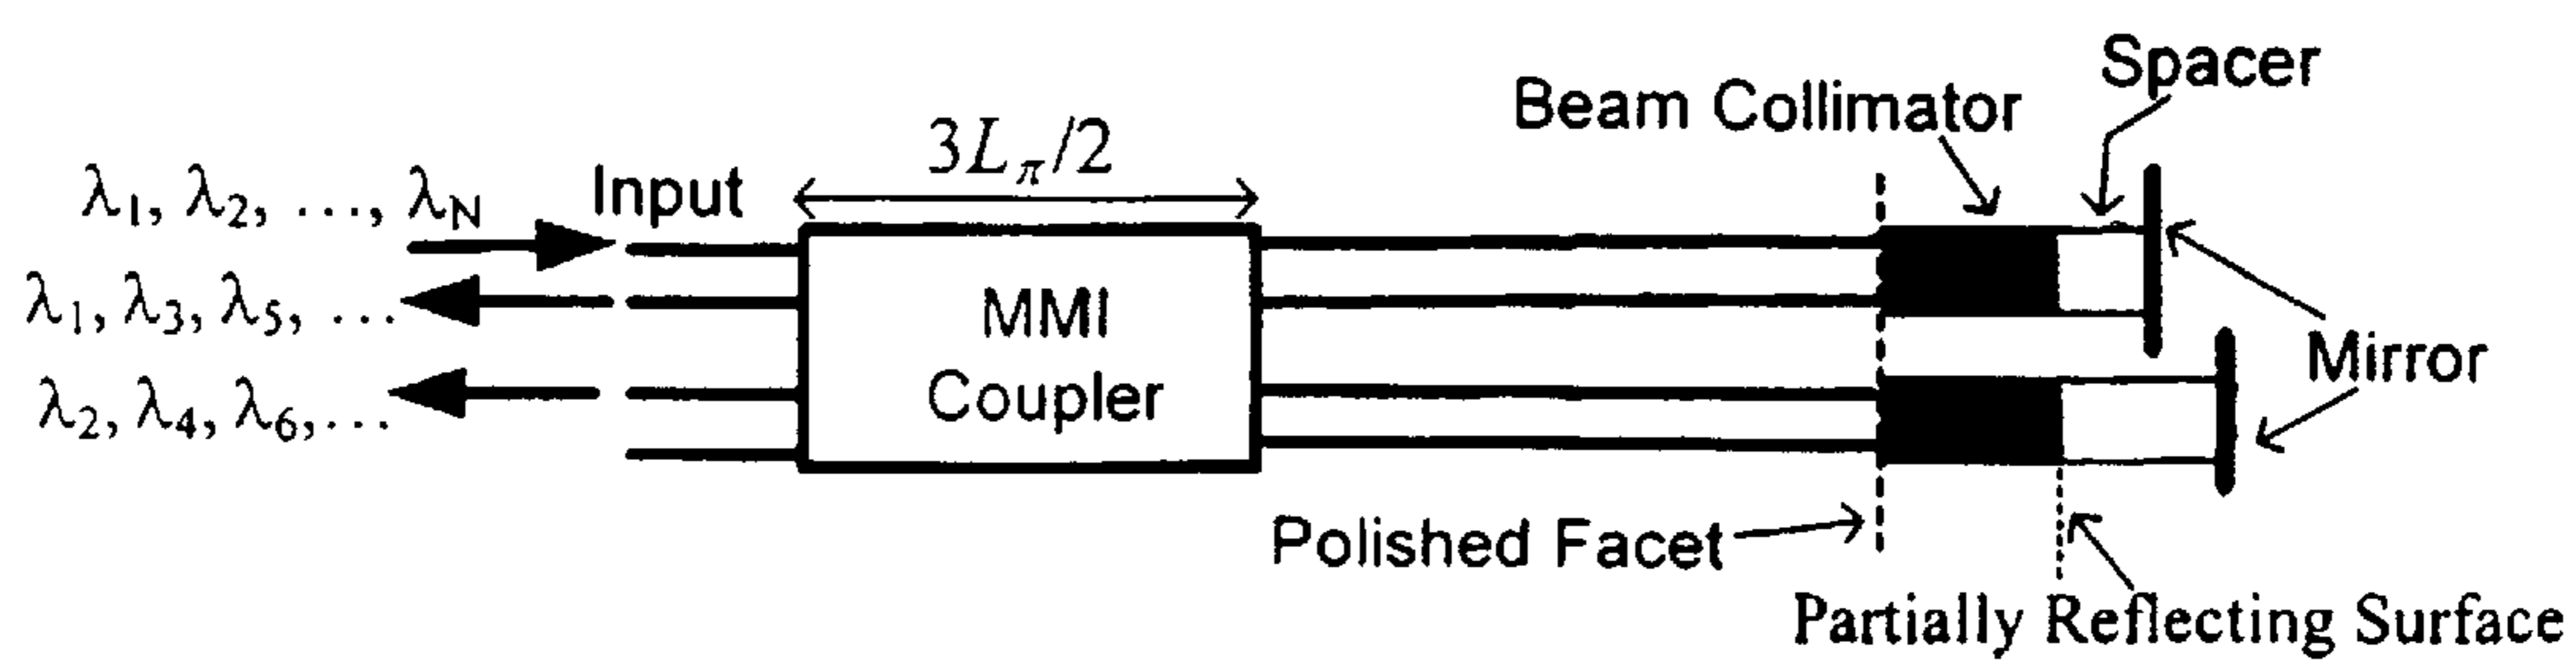 Spacer
Beam Collimator
3Lπ/2
λ1, λ2, ..., λN
Input
λ1, λ3, λ5, ...
MMI
Coupler
Mirror
λ2, λ4, λ6,...
Polished Facet
Partially Reflecting Surface